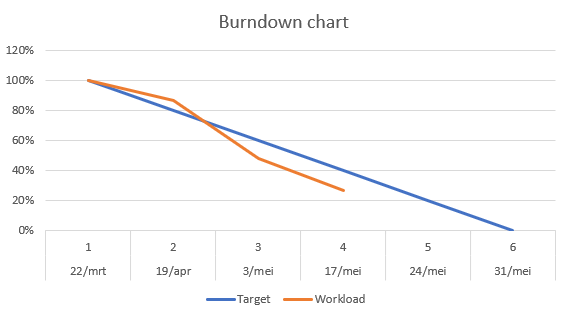 Burndown chart
120%
100%
80%
60%
40%
20%
0%
1 2 3 4 5 6
22/mrt 19/apr 3/mei 17/mei 24/mei 31/mei
Target Workload